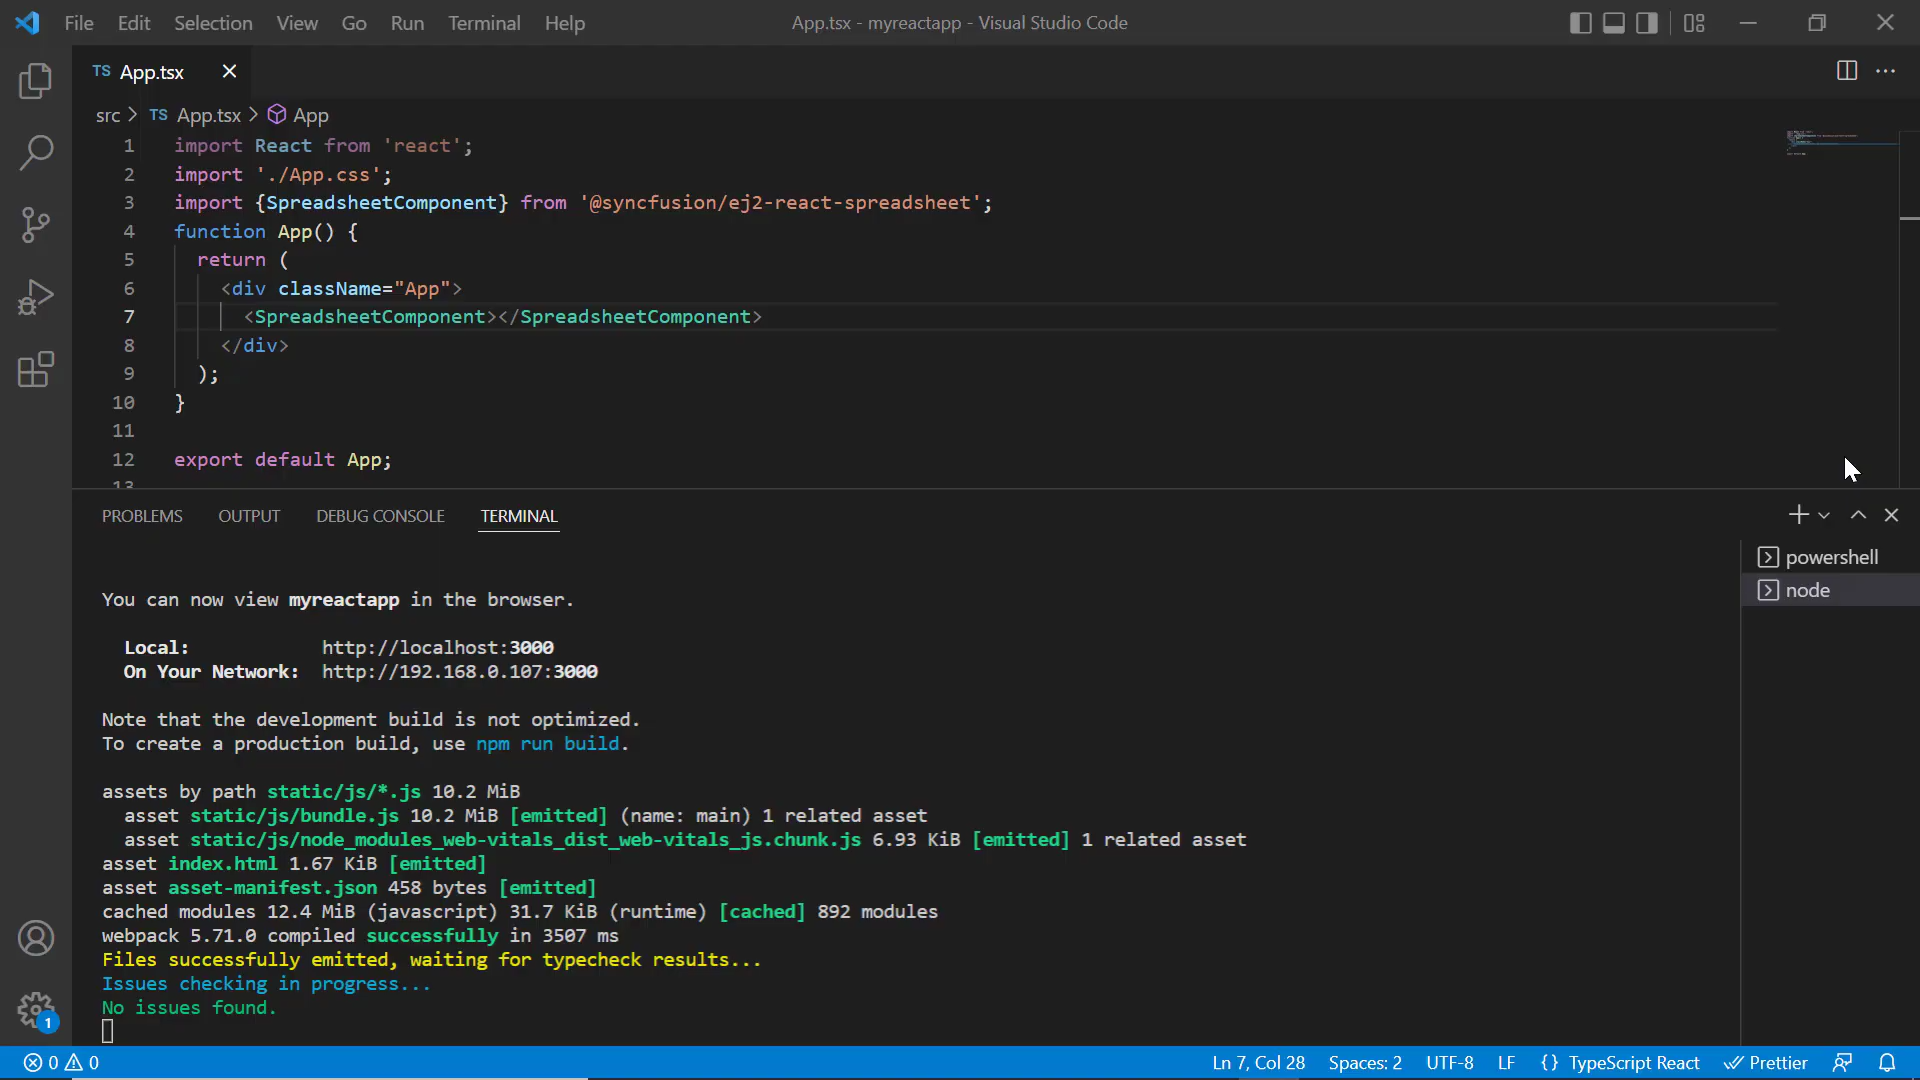 File Edit Selection View Go Run Terminal Help App.tsx - myreactapp - Visual Studio Code
TS App.tsx
src > TS App.tsx > App
1 import React from 'react';
2 import './App.css';
3 import {SpreadsheetComponent} from '@syncfusion/ej2-react-spreadsheet';
4 function App() {
5 return (
6 <div className="App">
7 <SpreadsheetComponent></SpreadsheetComponent>
8 </div>
9 );
10 }
11
12 export default App;
13
PROBLEMS OUTPUT DEBUG CONSOLE TERMINAL
powershell
node
You can now view myreactapp in the browser.
Local: http://localhost:3000
On Your Network: http://192.168.0.107:3000
Note that the development build is not optimized.
To create a production build, use npm run build.
assets by path static/js/*.js 10.2 MiB
asset static/js/bundle.js 10.2 MiB [emitted] (name: main) 1 related asset
asset static/js/node_modules_web-vitals_dist_web-vitals_js.chunk.js 6.93 KiB [emitted] 1 related asset
asset index.html 1.67 KiB [emitted]
asset asset-manifest.json 458 bytes [emitted]
cached modules 12.4 MiB (javascript) 31.7 KiB (runtime) [cached] 892 modules
webpack 5.71.0 compiled successfully in 3507 ms
Files successfully emitted, waiting for typecheck results...
Issues checking in progress...
No issues found.
1
0 0 Ln 7, Col 28 Spaces: 2 UTF-8 LF {} TypeScript React Prettier